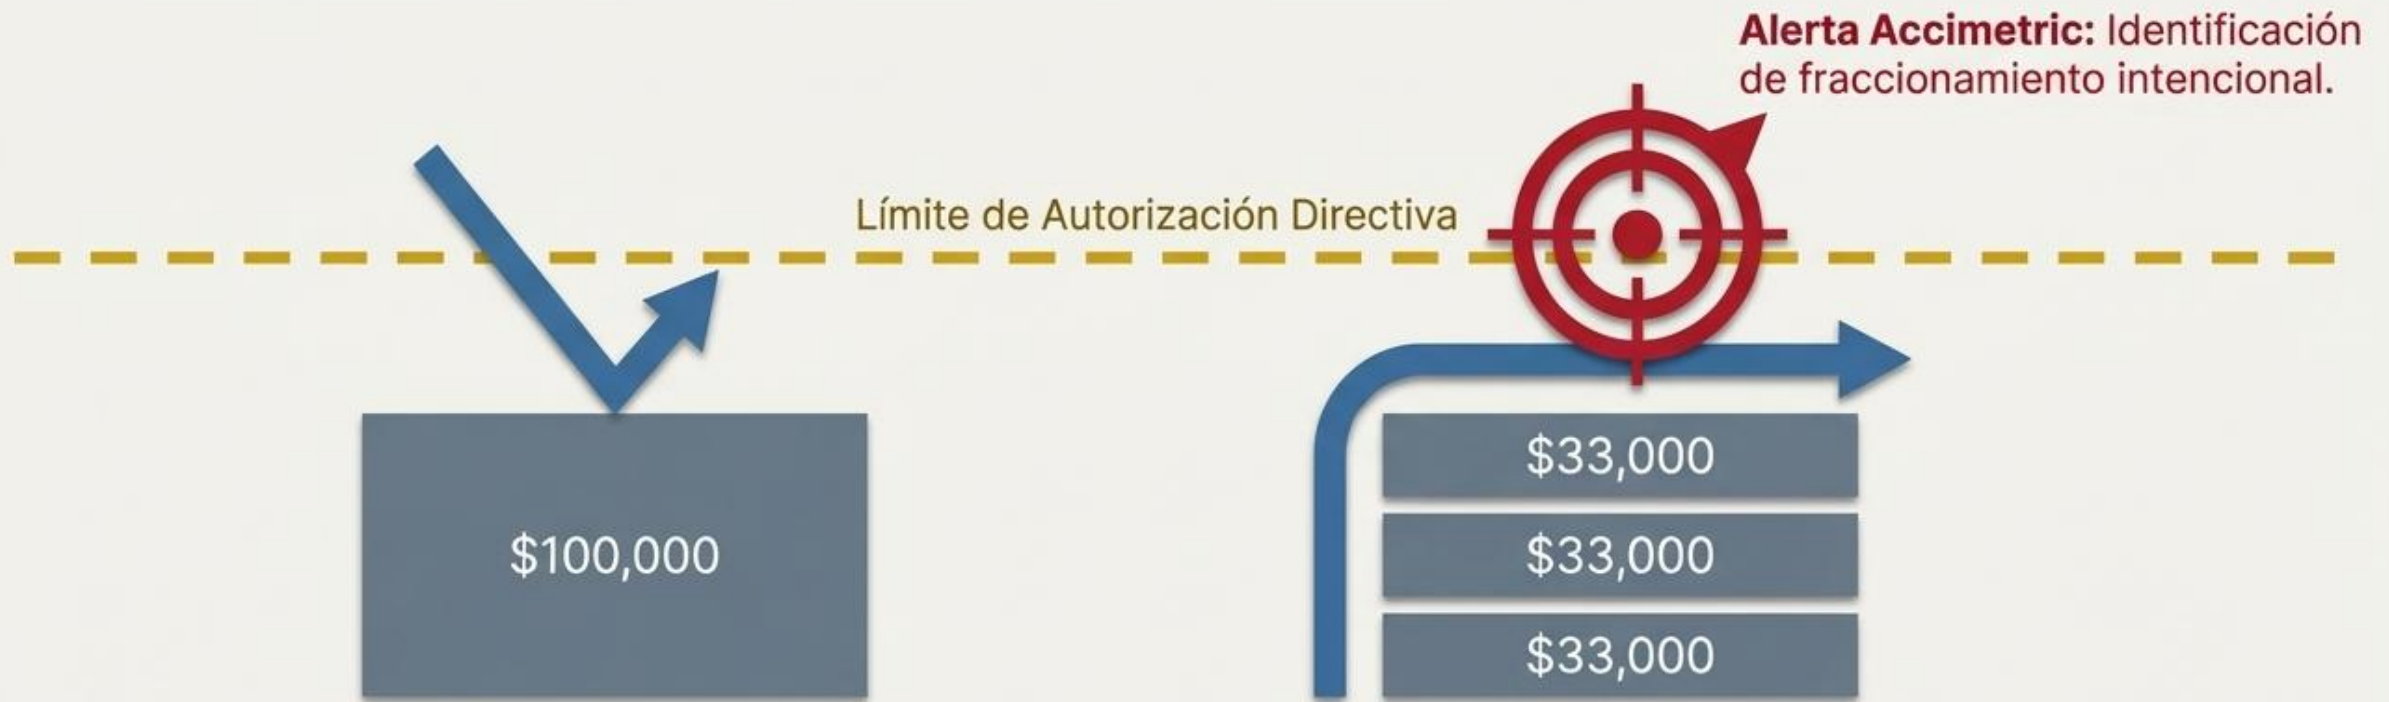 Alerta Accimetric: Identificación
de fraccionamiento intencional.
Límite de Autorización Directiva
$100,000
$33,000
$33,000
$33,000